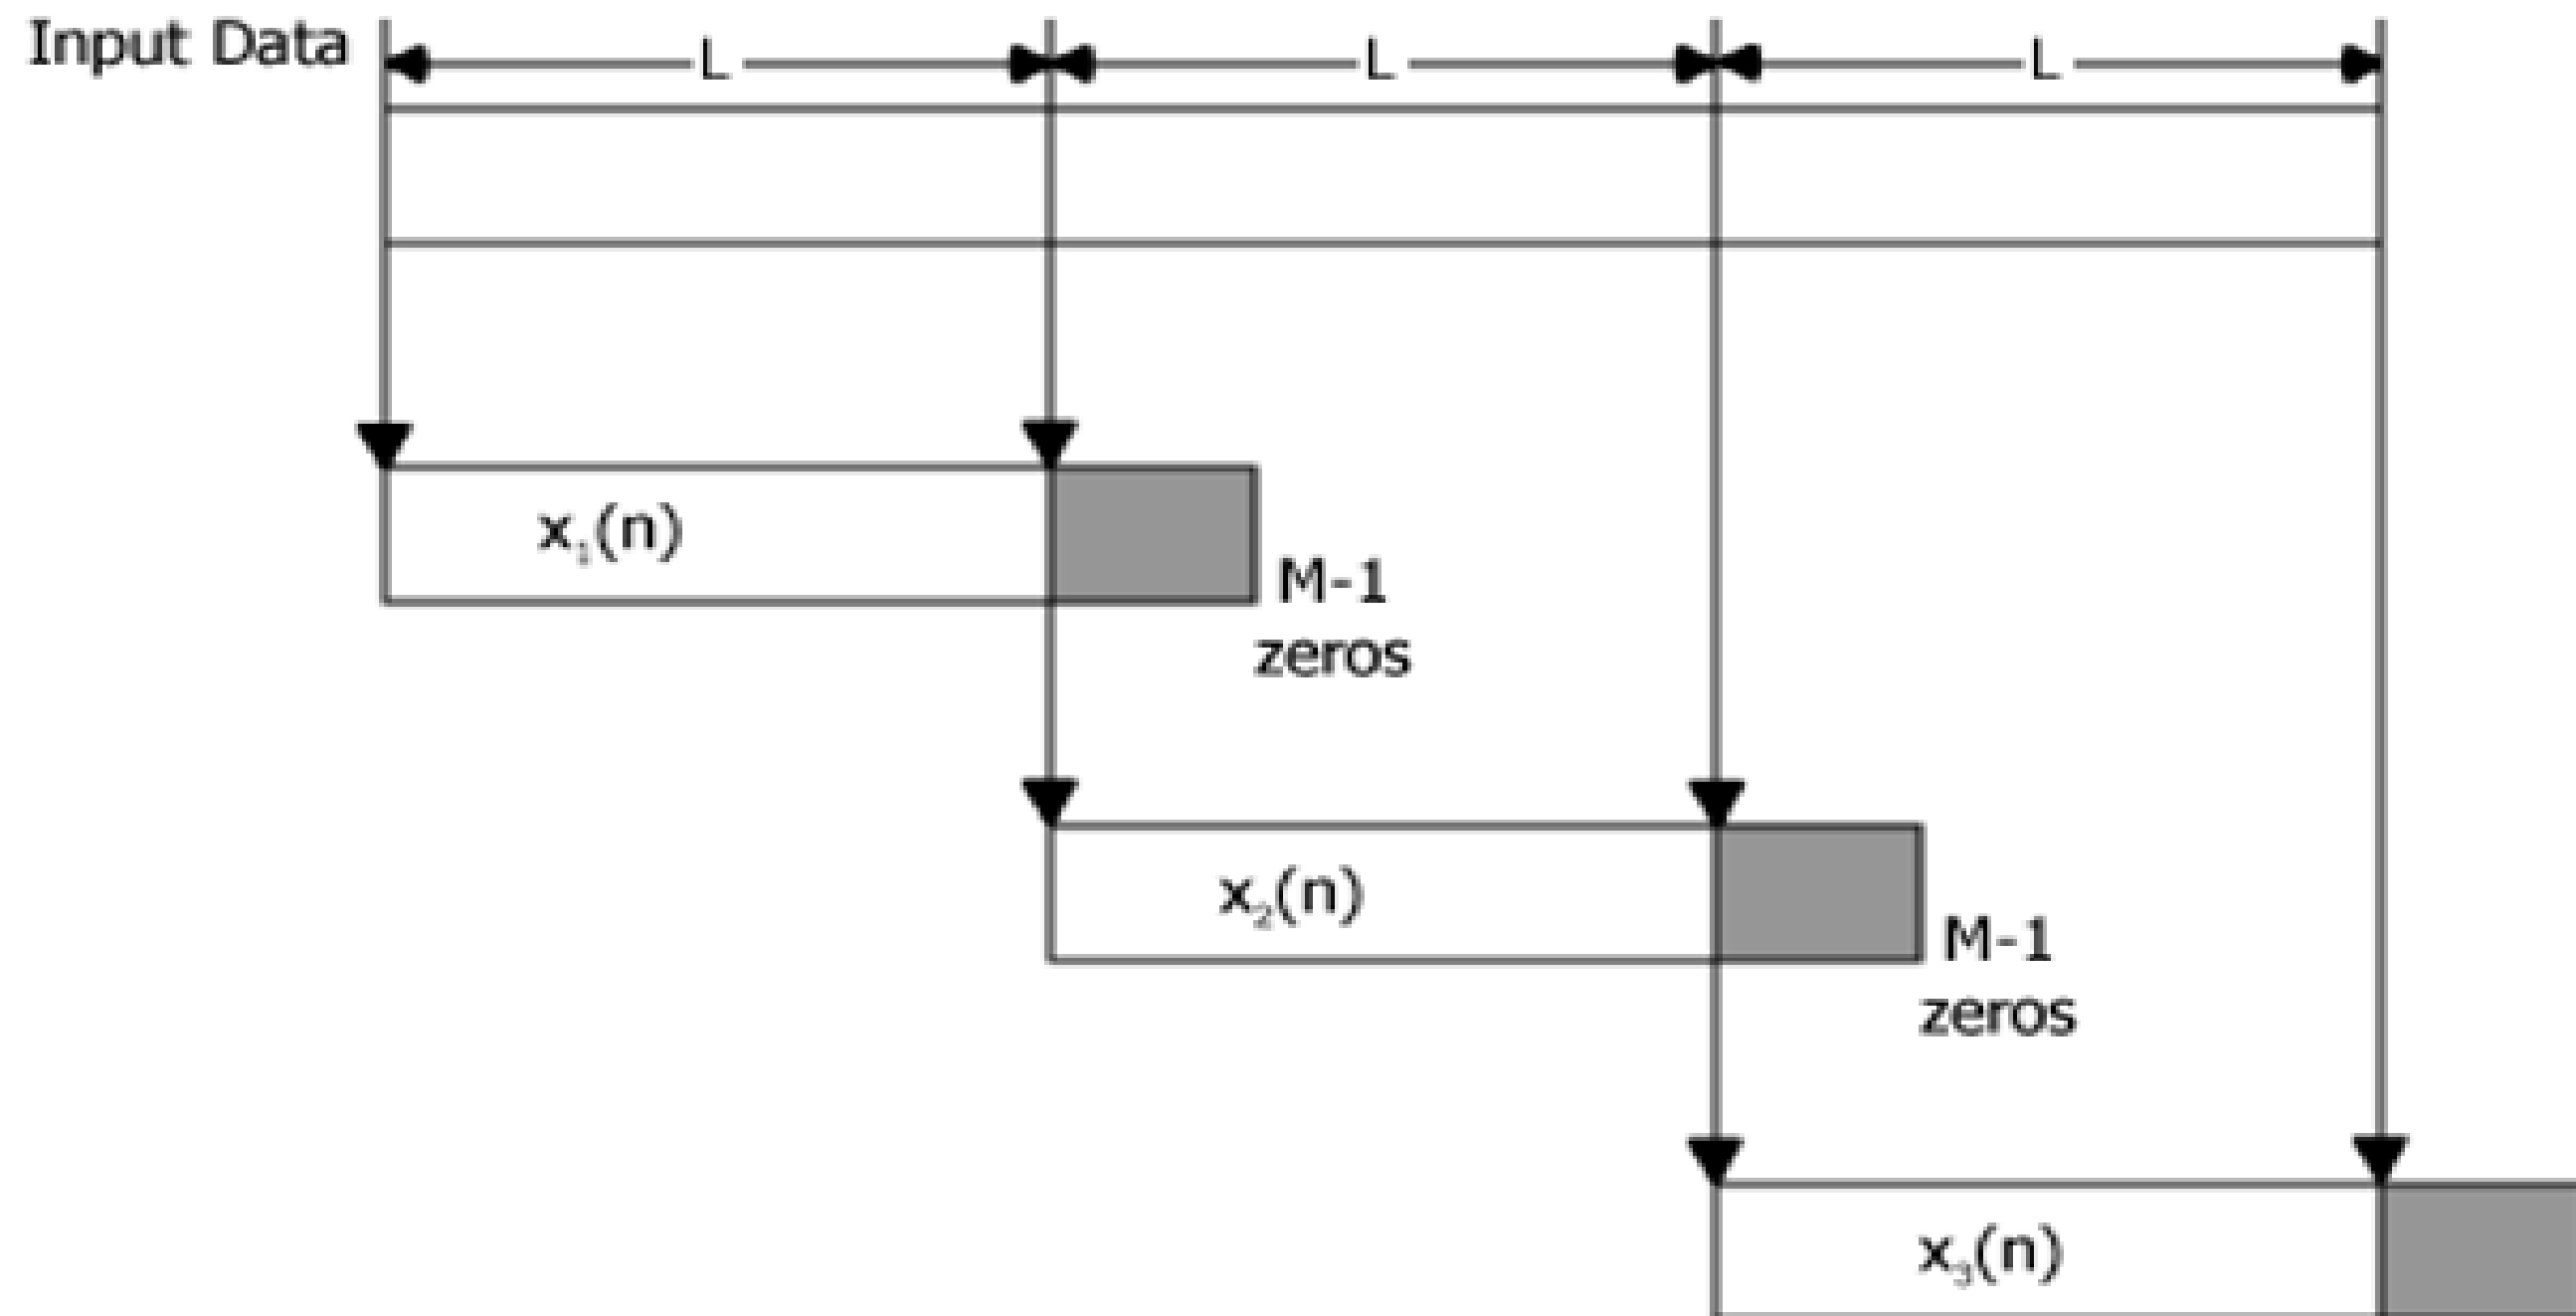 Input Data L L L
x₁(n)
M-1
zeros
x₂(n)
M-1
zeros
x₃(n)